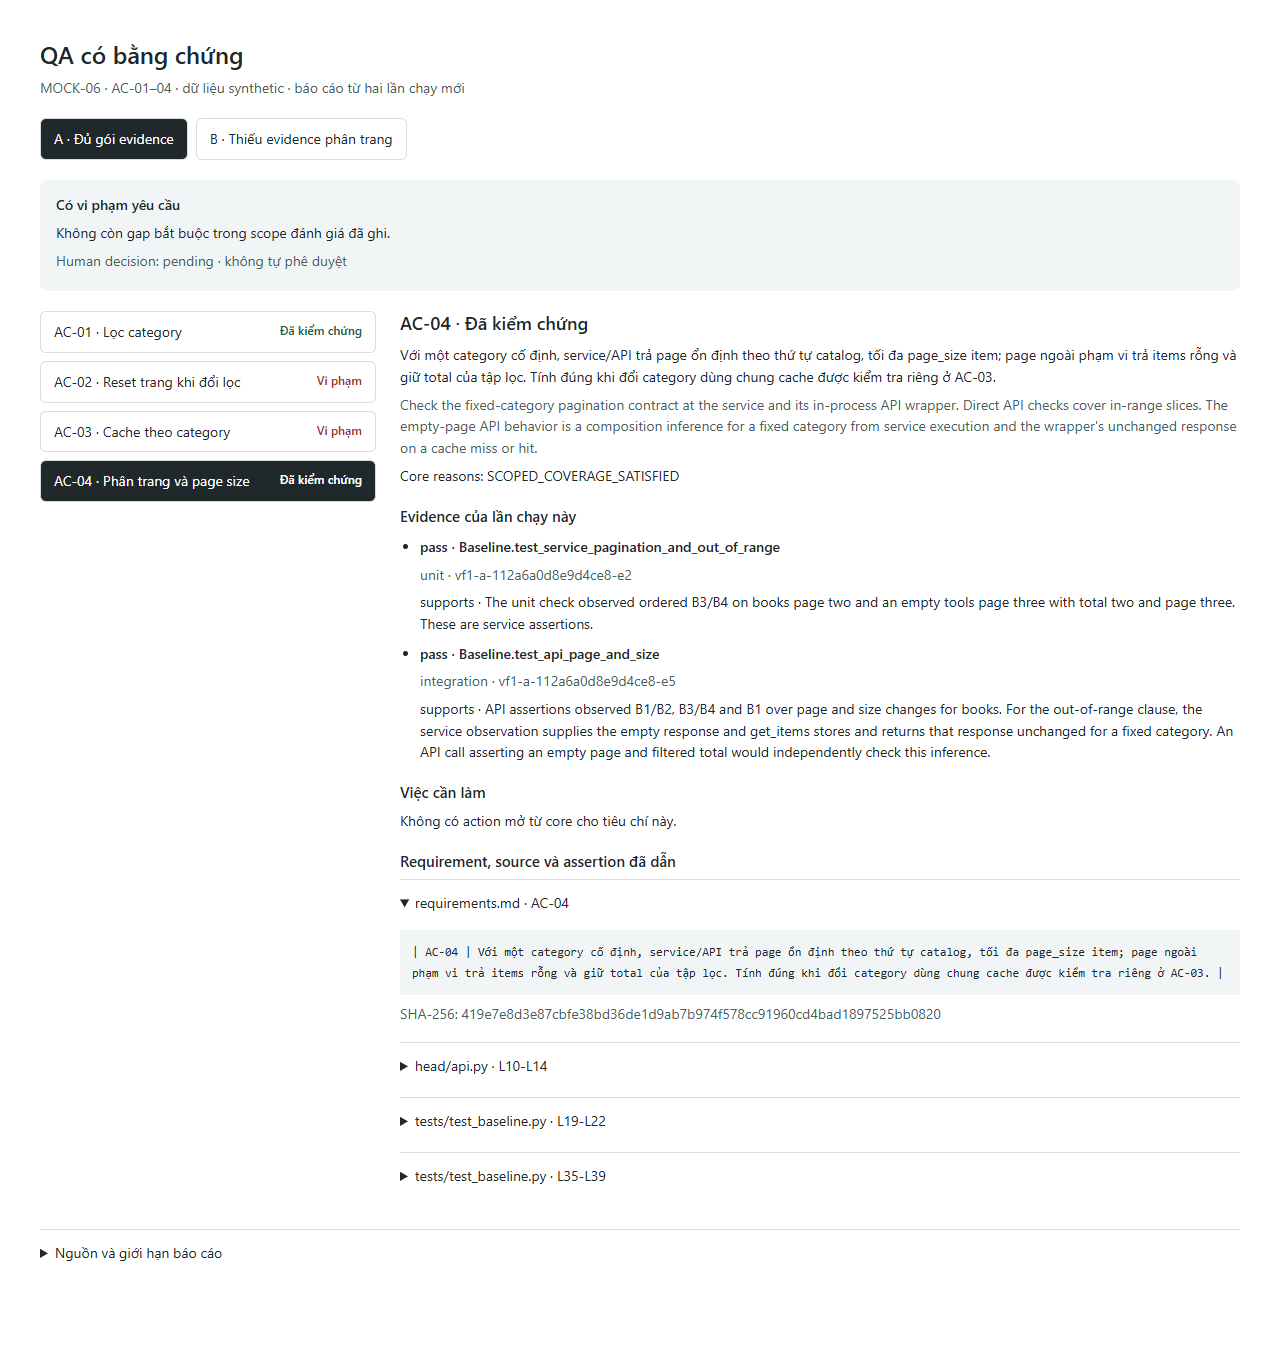 QA có bằng chứng
MOCK-06 · AC-01–04 · dữ liệu synthetic · báo cáo từ hai lần chạy mới
A · Đủ gói evidence
B · Thiếu evidence phân trang
Có vi phạm yêu cầu
Không còn gap bắt buộc trong scope đánh giá đã ghi.
Human decision: pending · không tự phê duyệt
AC-01 · Lọc category
Đã kiểm chứng
AC-02 · Reset trang khi đổi lọc
Vi phạm
AC-03 · Cache theo category
Vi phạm
AC-04 · Phân trang và page size
Đã kiểm chứng
AC-04 · Đã kiểm chứng
Với một category cố định, service/API trả page ổn định theo thứ tự catalog, tối đa page_size item; page ngoài phạm vi trả items rỗng và
giữ total của tập lọc. Tính đúng khi đổi category dùng chung cache được kiểm tra riêng ở AC-03.
Check the fixed-category pagination contract at the service and its in-process API wrapper. Direct API checks cover in-range slices. The
empty-page API behavior is a composition inference for a fixed category from service execution and the wrapper's unchanged response
on a cache miss or hit.
Core reasons: SCOPED_COVERAGE_SATISFIED
Evidence của lần chạy này
• pass · Baseline.test_service_pagination_and_out_of_range
unit · vf1-a-112a6a0d8e9d4ce8-e2
supports · The unit check observed ordered B3/B4 on books page two and an empty tools page three with total two and page three.
These are service assertions.
• pass · Baseline.test_api_page_and_size
integration · vf1-a-112a6a0d8e9d4ce8-e5
supports · API assertions observed B1/B2, B3/B4 and B1 over page and size changes for books. For the out-of-range clause, the
service observation supplies the empty response and get_items stores and returns that response unchanged for a fixed category. An
API call asserting an empty page and filtered total would independently check this inference.
Việc cần làm
Không có action mở từ core cho tiêu chí này.
Requirement, source và assertion đã dẫn
▼ requirements.md · AC-04
| AC-04 | Với một category cố định, service/API trả page ổn định theo thứ tự catalog, tối đa page_size item; page ngoài
phạm vi trả items rỗng và giữ total của tập lọc. Tính đúng khi đổi category dùng chung cache được kiểm tra riêng ở AC-03. |
SHA-256: 419e7e8d3e87cbfe38bd36de1d9ab7b974f578cc91960cd4bad1897525bb0820
▶ head/api.py · L10-L14
▶ tests/test_baseline.py · L19-L22
▶ tests/test_baseline.py · L35-L39
▶ Nguồn và giới hạn báo cáo